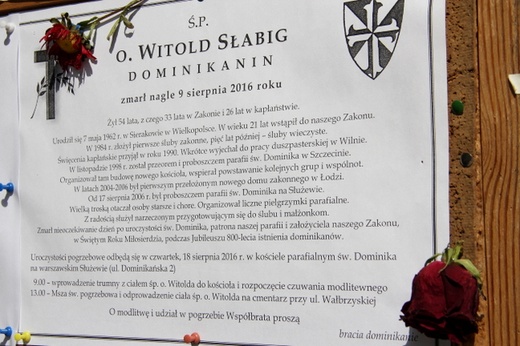 Ś.P.
O. WITOLD SŁABIG
DOMINIKANIN
zmarł nagle 9 sierpnia 2016 roku
Żył 54 lata, z czego 33 lata w Zakonie i 26 lat w kapłaństwie.
Urodził się 7 maja 1962 r. w Sierakowie w Wielkopolsce. W wieku 21 lat wstąpił do naszego Zakonu.
W 1984 r. złożył pierwsze śluby zakonne, pięć lat później – śluby wieczyste.
Święcenia kapłańskie przyjął w roku 1990. Wkrótce wyjechał do pracy duszpasterskiej w Wilnie.
W listopadzie 1998 r. został przeorem i proboszczem parafii św. Dominika w Szczecinie.
Organizował tam budowę nowego kościoła, wspierał powstawanie kolejnych grup i wspólnot.
W latach 2004-2006 był pierwszym przełożonym nowego domu zakonnego w Łodzi.
Od 17 sierpnia 2006 r. był proboszczem parafii św. Dominika na Służewie.
Wielką troską otaczał osoby starsze i chore. Organizował liczne pielgrzymki parafialne.
Z radością służył narzeczonym przygotowującym się do ślubu i małżonkom.
Zmarł nieoczekiwanie dzień po uroczystości św. Dominika, patrona naszej parafii i założyciela naszego Zakonu,
w Świętym Roku Miłosierdzia, podczas Jubileuszu 800-lecia istnienia dominikanów.
Uroczystości pogrzebowe odbędą się w czwartek, 18 sierpnia 2016 r. w kościele parafialnym św. Dominika
na warszawskim Służewie (ul. Dominikańska 2)
9:00 – wprowadzenie trumny z ciałem śp. o. Witolda do kościoła i rozpoczęcie czuwania modlitewnego
13:00 – Msza św. pogrzebowa i odprowadzenie ciała śp. o. Witolda na cmentarz przy ul. Wałbrzyskiej
O modlitwę i udział w pogrzebie Współbrata proszą
bracia dominikanie